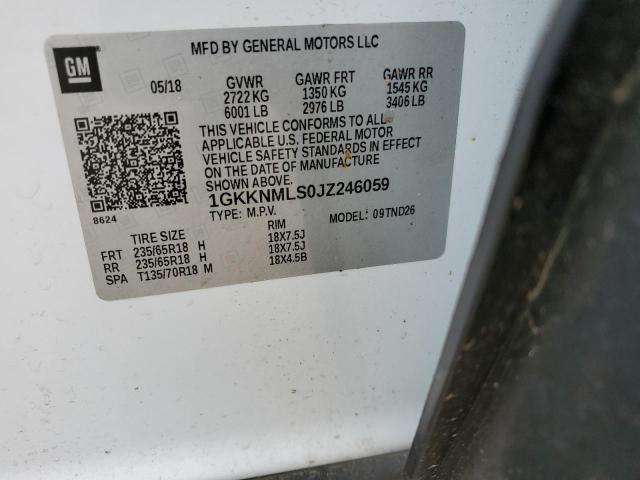 GM
MFD BY GENERAL MOTORS LLC
05/18 GVWR GAWR FRT GAWR RR
2722 KG 1350 KG 1545 KG
6001 LB 2976 LB 3406 LB
THIS VEHICLE CONFORMS TO ALL
APPLICABLE U.S. FEDERAL MOTOR
VEHICLE SAFETY STANDARDS IN EFFECT
ON THE DATE OF MANUFACTURE
SHOWN ABOVE.
8624
1GKKNMLS0JZ246059
TYPE: M.P.V. MODEL: 09TND26
TIRE SIZE RIM
FRT 235/65R18 H 18X7.5J
RR 235/65R18 H 18X7.5J
SPA T135/70R18 M 18X4.5B